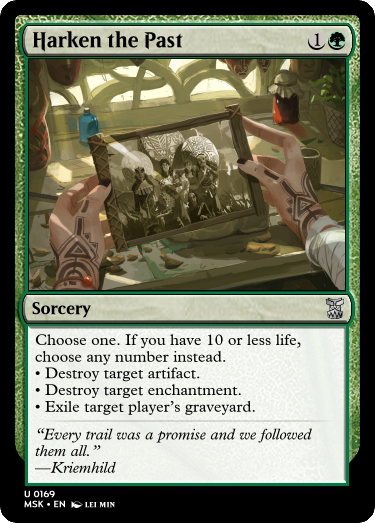 Harken the Past 1
Sorcery
Choose one. If you have 10 or less life,
choose any number instead.
• Destroy target artifact.
• Destroy target enchantment.
• Exile target player's graveyard.
“Every trail was a promise and we followed
them all.”
—Kriemhild
U 0169
MSK • EN LEI MIN